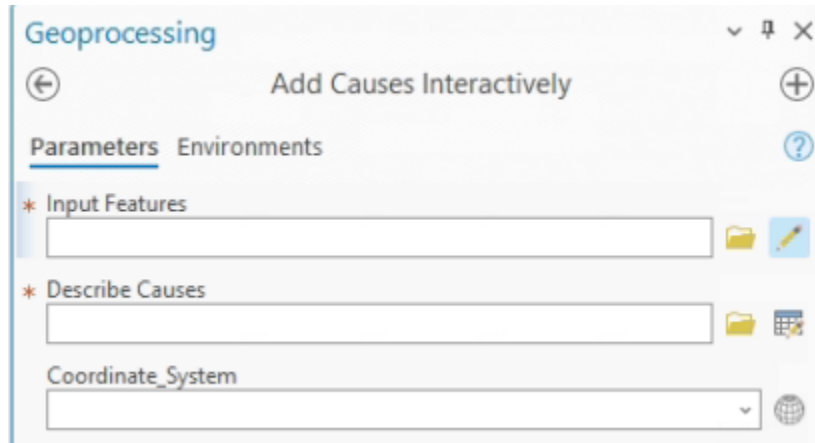 Geoprocessing
Add Causes Interactively
Parameters Environments
* Input Features
* Describe Causes
Coordinate_System